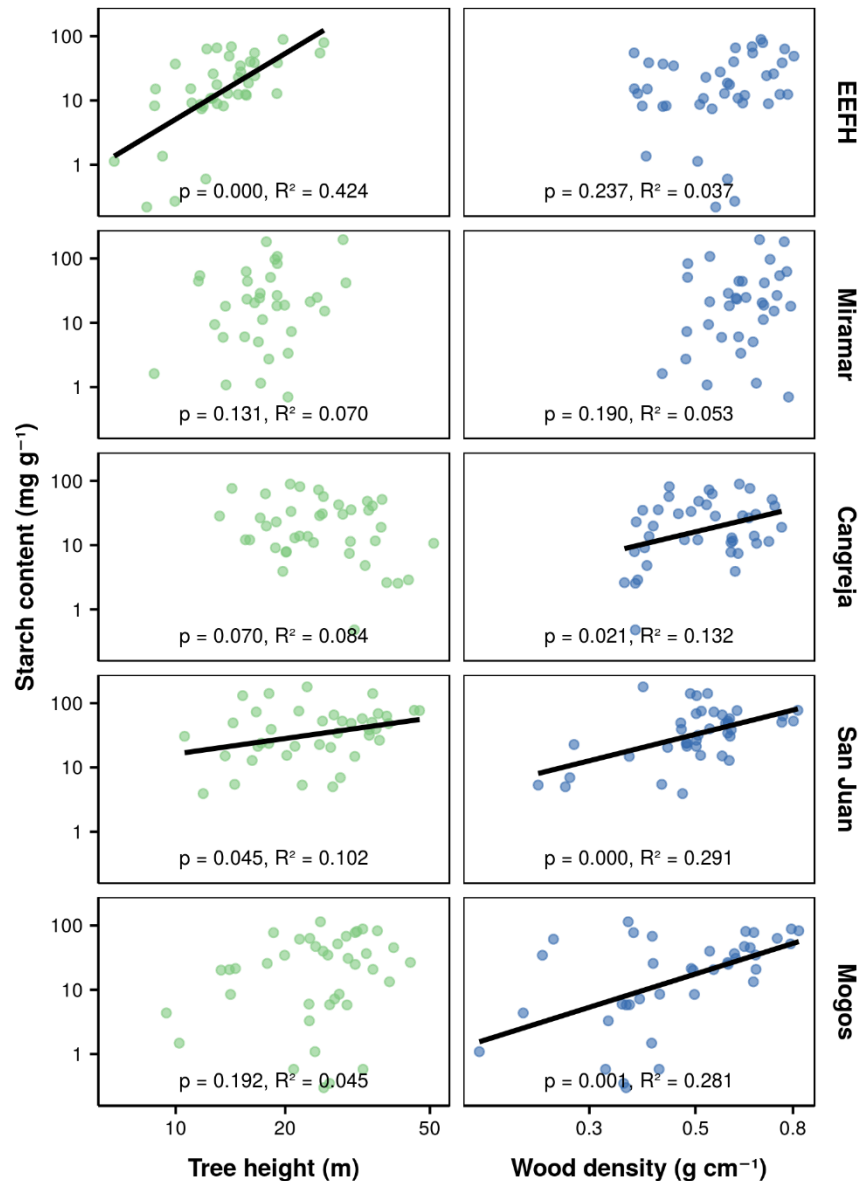 100
10
1
p = 0.000, R² = 0.424
p = 0.237, R² = 0.037
EEFH
100
10
1
p = 0.131, R² = 0.070
p = 0.190, R² = 0.053
Miramar
Starch content (mg g⁻¹)
100
10
1
p = 0.070, R² = 0.084
p = 0.021, R² = 0.132
Cangreja
100
10
1
p = 0.045, R² = 0.102
p = 0.000, R² = 0.291
San Juan
100
10
1
p = 0.192, R² = 0.045
p = 0.001, R² = 0.281
Mogos
10 20 50
0.3 0.5 0.8
Tree height (m)
Wood density (g cm⁻¹)